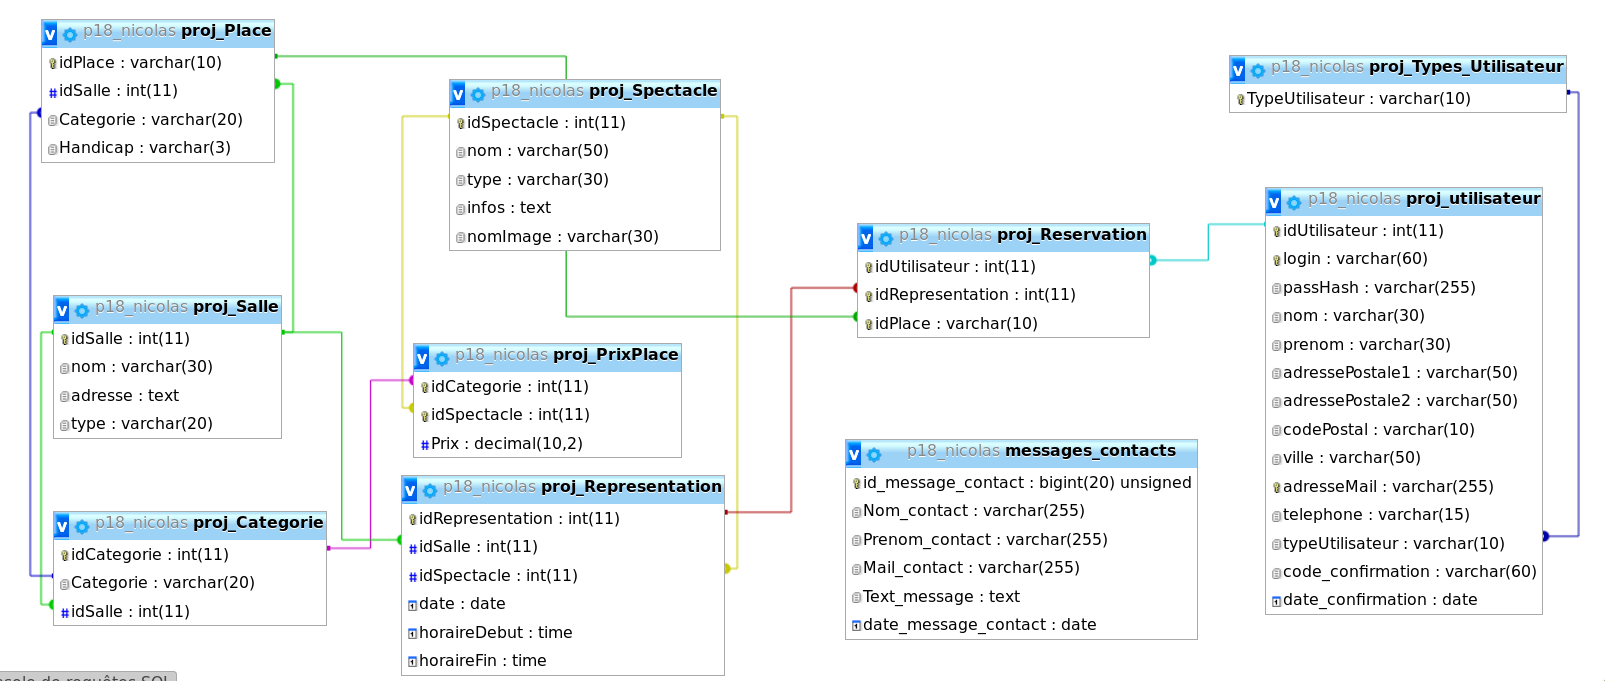 p18_nicolas proj_Place
idPlace : varchar(10)
idSalle : int(11)
Categorie : varchar(20)
Handicap : varchar(3)
p18_nicolas proj_Spectacle
idSpectacle : int(11)
nom : varchar(50)
type : varchar(30)
infos : text
nomImage : varchar(30)
p18_nicolas proj_Types_Utilisateur
TypeUtilisateur : varchar(10)
p18_nicolas proj_Reservation
idUtilisateur : int(11)
idRepresentation : int(11)
idPlace : varchar(10)
p18_nicolas proj_utilisateur
idUtilisateur : int(11)
login : varchar(60)
passHash : varchar(255)
nom : varchar(30)
prenom : varchar(30)
adressePostale1 : varchar(50)
adressePostale2 : varchar(50)
codePostal : varchar(10)
ville : varchar(50)
adresseMail : varchar(255)
telephone : varchar(15)
typeUtilisateur : varchar(10)
code_confirmation : varchar(60)
date_confirmation : date
p18_nicolas proj_Salle
idSalle : int(11)
nom : varchar(30)
adresse : text
type : varchar(20)
p18_nicolas proj_PrixPlace
idCategorie : int(11)
idSpectacle : int(11)
Prix : decimal(10,2)
p18_nicolas proj_Categorie
idCategorie : int(11)
Categorie : varchar(20)
idSalle : int(11)
p18_nicolas proj_Representation
idRepresentation : int(11)
idSalle : int(11)
idSpectacle : int(11)
date : date
horaireDebut : time
horaireFin : time
p18_nicolas messages_contacts
id_message_contact : bigint(20) unsigned
Nom_contact : varchar(255)
Prenom_contact : varchar(255)
Mail_contact : varchar(255)
Text_message : text
date_message_contact : date
de requêtes SQL